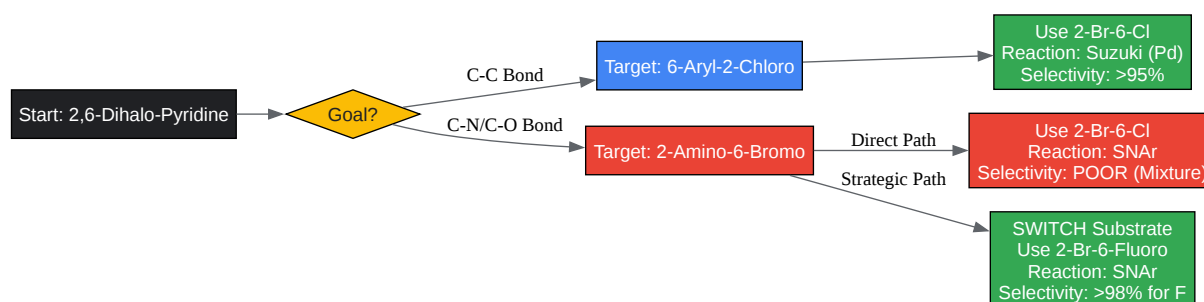 Start: 2,6-Dihalo-Pyridine
Goal?
C-C Bond
C-N/C-O Bond
Target: 6-Aryl-2-Chloro
Target: 2-Amino-6-Bromo
Direct Path
Strategic Path
Use 2-Br-6-Cl
Reaction: Suzuki (Pd)
Selectivity: >95%
Use 2-Br-6-Cl
Reaction: SNAr
Selectivity: POOR (Mixture)
SWITCH Substrate
Use 2-Br-6-Fluoro
Reaction: SNAr
Selectivity: >98% for F